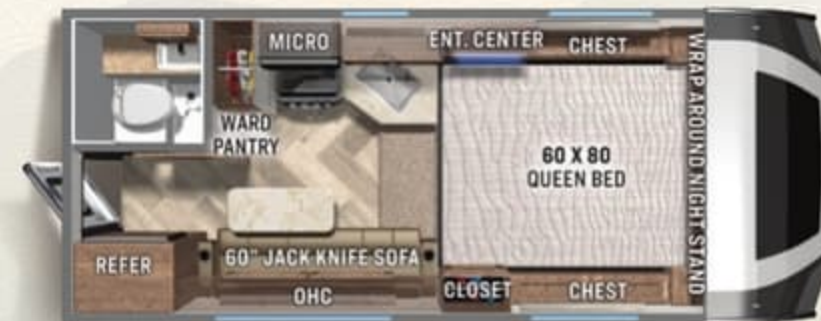 MICRO
ENT. CENTER
CHEST
WARD
PANTRY
60 X 80
QUEEN BED
WRAP AROUND NIGHT STAND
REFER
60" JACK KNIFE SOFA
OHC
CLOSET
CHEST